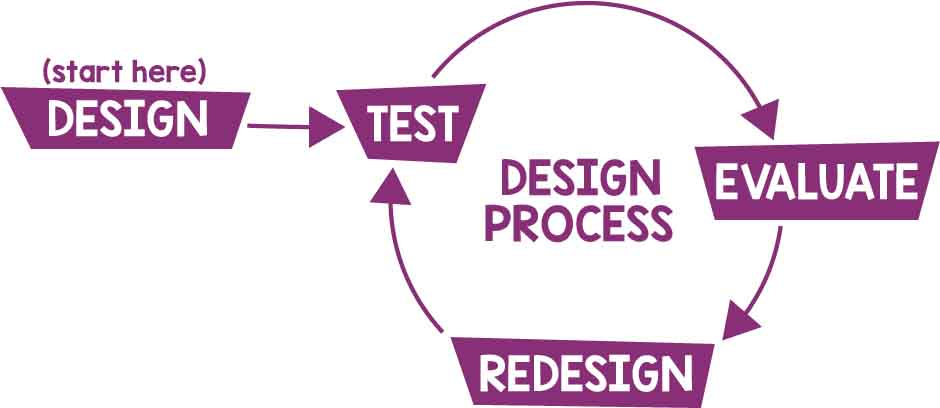 (start here)
DESIGN
TEST
EVALUATE
DESIGN
PROCESS
REDESIGN